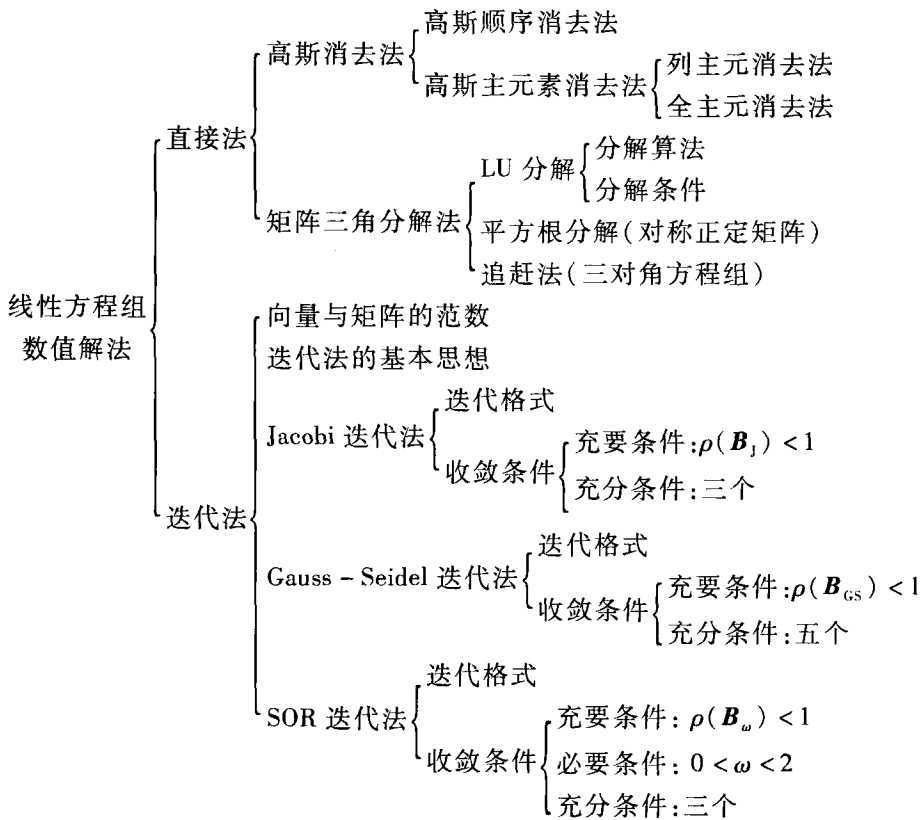 线性方程组
数值解法
直接法
高斯消去法
高斯顺序消去法
高斯主元素消去法
列主元消去法
全主元消去法
矩阵三角分解法
LU 分解
分解算法
分解条件
平方根分解(对称正定矩阵)
追赶法(三对角方程组)
迭代法
向量与矩阵的范数
迭代法的基本思想
Jacobi 迭代法
迭代格式
收敛条件
充要条件:ρ(B_J) <1
充分条件:三个
Gauss – Seidel 迭代法
迭代格式
收敛条件
充要条件:ρ(B_GS) <1
充分条件:五个
SOR 迭代法
迭代格式
收敛条件
充要条件: ρ(B_ω) <1
必要条件: 0 <ω <2
充分条件:三个